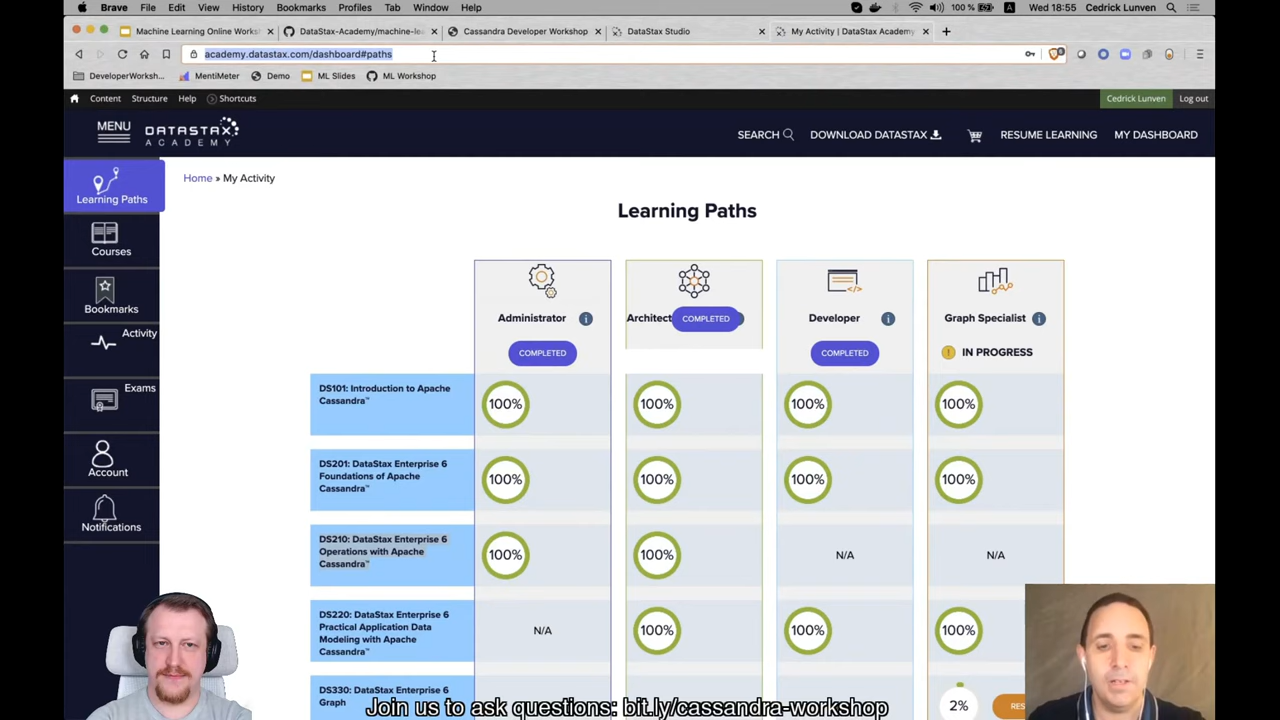 Brave File Edit View History Bookmarks Profiles Tab Window Help 100 % A Wed 18:55 Cedrick Lunven
Machine Learning Online Works DataStax-Academy/machine-le Cassandra Developer Workshop DataStax Studio My Activity | DataStax Academy
academy.datastax.com/dashboard#paths
DeveloperWorksh... MentiMeter Demo ML Slides ML Workshop
Content Structure Help Shortcuts Cedrick Lunven Log out
MENU DATASTAX ACADEMY SEARCH DOWNLOAD DATASTAX RESUME LEARNING MY DASHBOARD
Learning Paths
Courses
Bookmarks
Activity
Exams
Account
Notifications
Home » My Activity
Learning Paths
Administrator i Architect COMPLETED Developer i Graph Specialist i
COMPLETED COMPLETED ! IN PROGRESS
DS101: Introduction to Apache
Cassandra™
100% 100% 100% 100%
DS201: DataStax Enterprise 6
Foundations of Apache
Cassandra™
100% 100% 100% 100%
DS210: DataStax Enterprise 6
Operations with Apache
Cassandra™
100% 100% N/A N/A
DS220: DataStax Enterprise 6
Practical Application Data
Modeling with Apache
Cassandra™
N/A 100% 100% 100%
DS330: DataStax Enterprise 6
Graph
2% RES
Join us to ask questions: bit.ly/cassandra-workshop